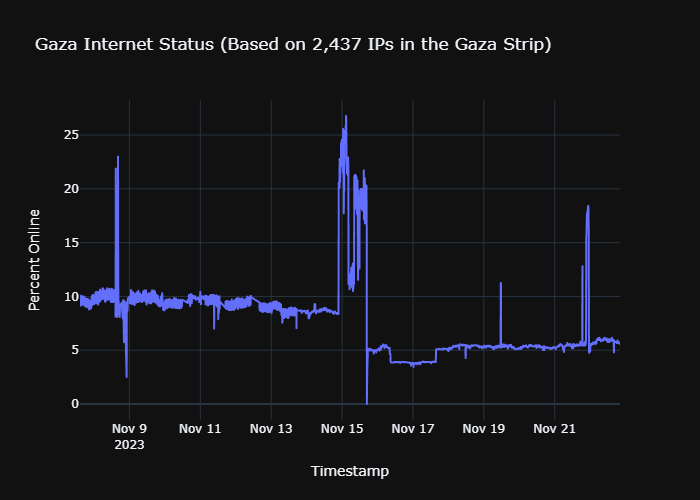 Gaza Internet Status (Based on 2,437 IPs in the Gaza Strip)
Percent Online
25
20
15
10
5
0
Nov 9
2023
Nov 11
Nov 13
Nov 15
Nov 17
Nov 19
Nov 21
Timestamp